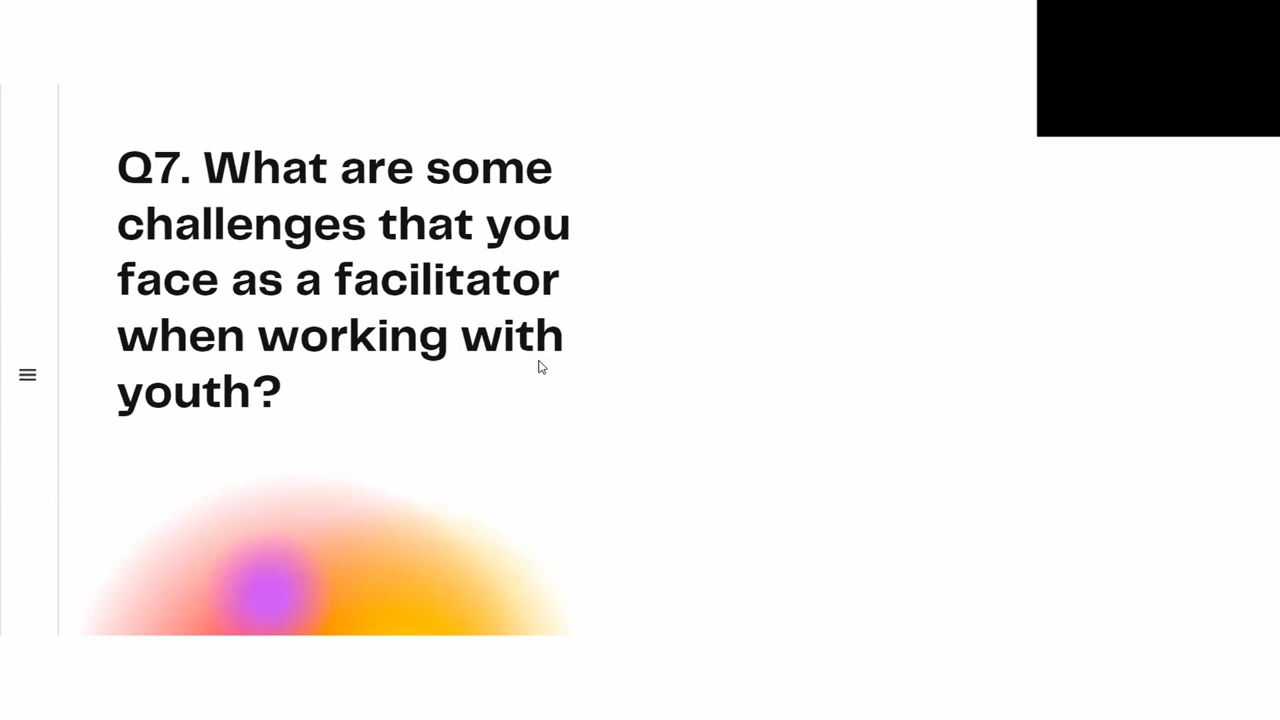 Q7. What are some
challenges that you
face as a facilitator
when working with
youth?